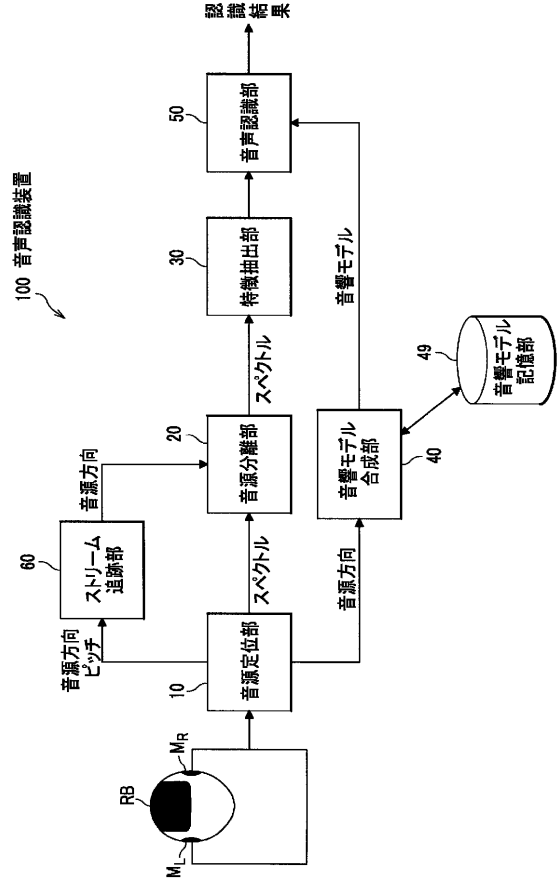 100 音声認識装置
RB
ML
MR
10
音源定位部
音源方向
ピッチ
60
ストリーム
追跡部
音源方向
スペクトル
20
音源分離部
スペクトル
30
特徴抽出部
50
音声認識部
認識
結果
音源方向
音響モデル
合成部
40
音響モデル
49
音響モデル
記憶部